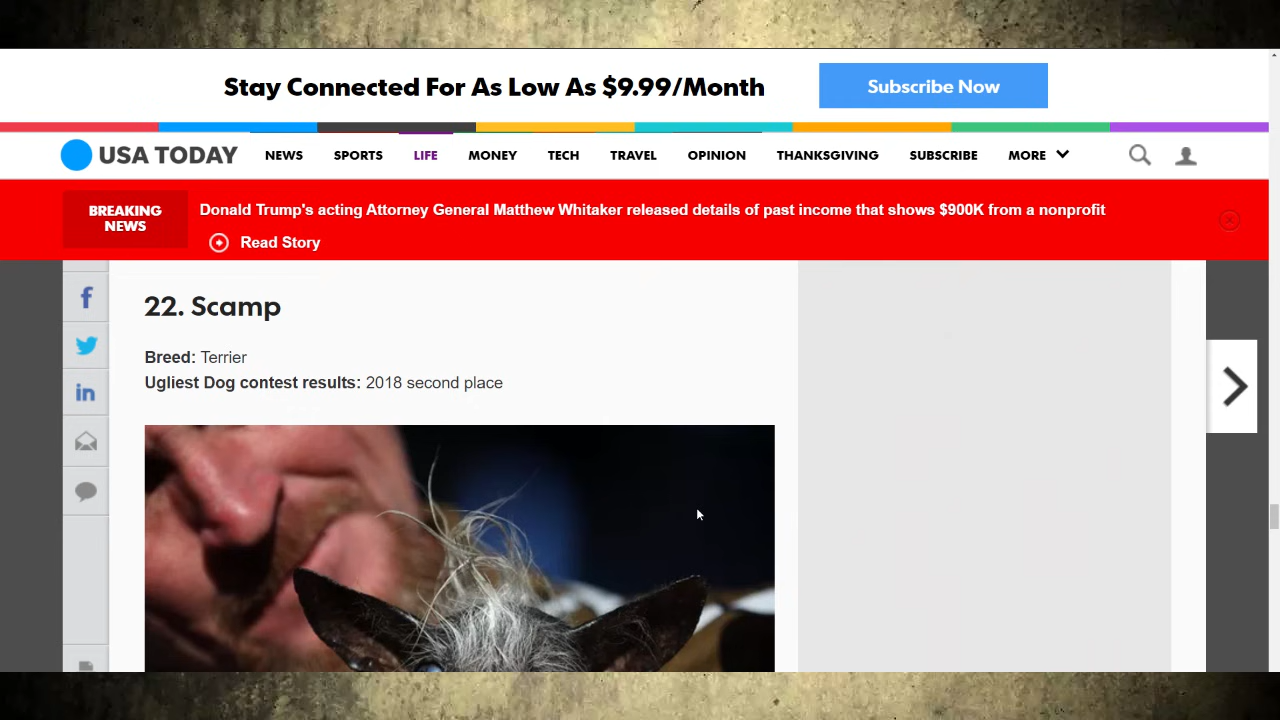 Stay Connected For As Low As $9.99/Month
Subscribe Now
USA TODAY
NEWS SPORTS LIFE MONEY TECH TRAVEL OPINION THANKSGIVING SUBSCRIBE MORE
BREAKING
NEWS
Donald Trump's acting Attorney General Matthew Whitaker released details of past income that shows $900K from a nonprofit
Read Story
22. Scamp
Breed: Terrier
Ugliest Dog contest results: 2018 second place